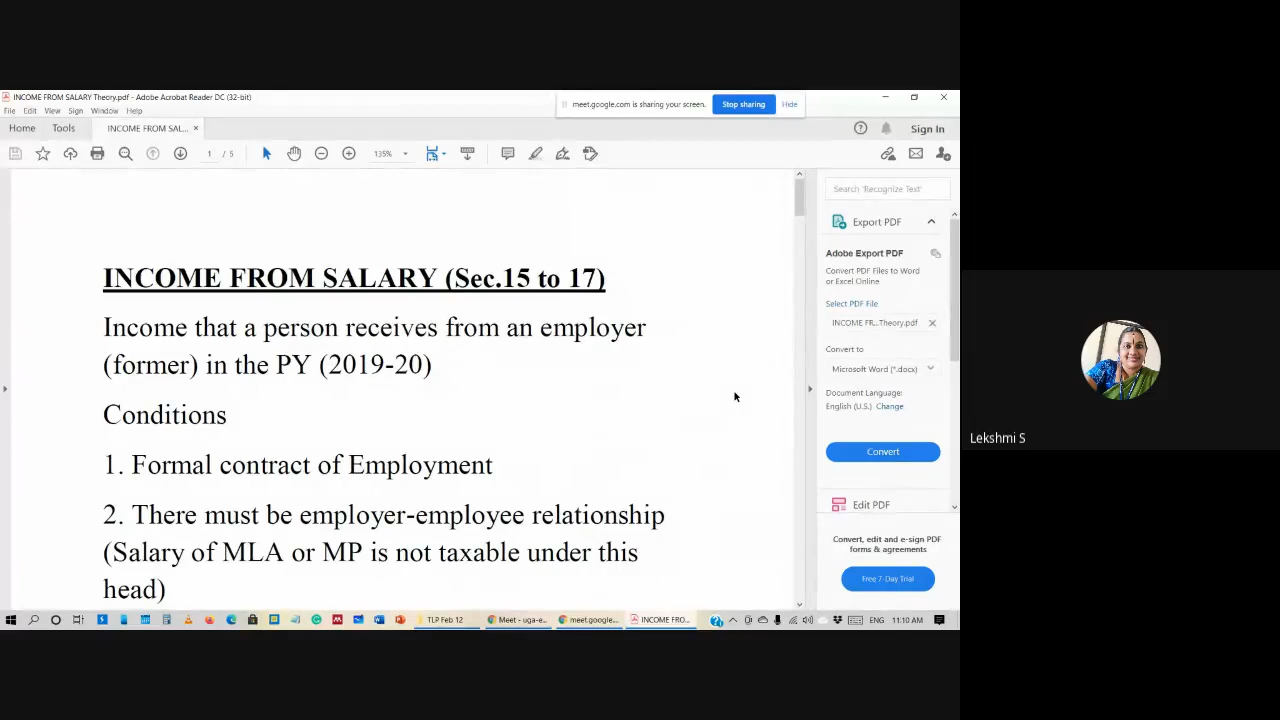 INCOME FROM SALARY Theory.pdf - Adobe Acrobat Reader DC (32-bit)
meet.google.com is sharing your screen.
Stop sharing
Hide
File Edit View Sign Window Help
Home Tools INCOME FROM SAL... ×
Sign In
1 / 5
135%
Search 'Recognize Text'
Export PDF
Adobe Export PDF
Convert PDF Files to Word
or Excel Online
Select PDF File
INCOME FR...Theory.pdf
Convert to
Microsoft Word (*.docx)
Document Language:
English (U.S.) Change
Convert
Edit PDF
Convert, edit and e-sign PDF
forms & agreements
Free 7-Day Trial
INCOME FROM SALARY (Sec.15 to 17)
Income that a person receives from an employer
(former) in the PY (2019-20)
Conditions
1. Formal contract of Employment
2. There must be employer-employee relationship
(Salary of MLA or MP is not taxable under this
head)
TLP Feb 12
Meet - uga-e...
meet.google....
INCOME FRO...
ENG
11:10 AM
Lekshmi S